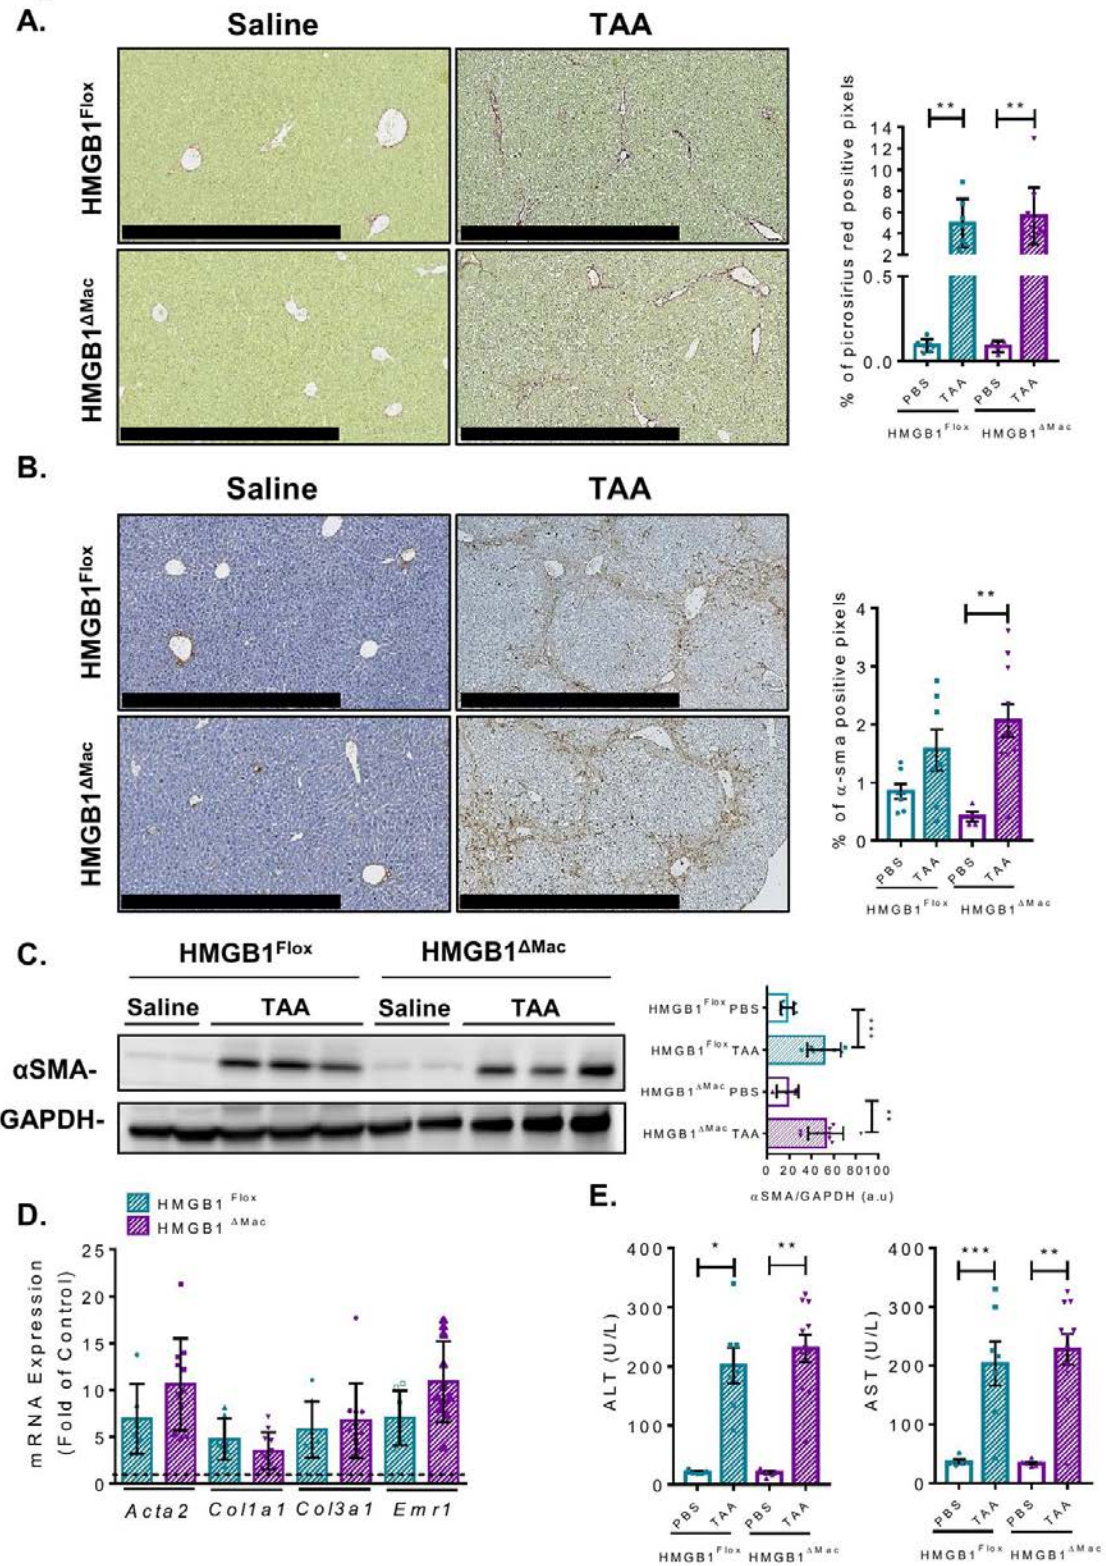 A.
Saline TAA
HMGB1Flox
HMGB1ΔMac
% of picrosirius red positive pixels
** **
14
12
10
8
6
4
2
0.5
0.0
PBS TAA PBS TAA
HMGB1Flox HMGB1ΔMac
B.
Saline TAA
HMGB1Flox
HMGB1ΔMac
% of α-sma positive pixels
**
4
3
2
1
0
PBS TAA PBS TAA
HMGB1Flox HMGB1ΔMac
C.
HMGB1Flox HMGB1ΔMac
Saline TAA Saline TAA
αSMA-
GAPDH-
HMGB1Flox PBS
HMGB1Flox TAA
HMGB1ΔMac PBS
HMGB1ΔMac TAA
***
**
0 20 40 60 80 100
αSMA/GAPDH (a.u)
D.
HMGB1Flox
HMGB1ΔMac
mRNA Expression
(Fold of Control)
25
20
15
10
5
0
Acta2 Col1a1 Col3a1 Emr1
E.
ALT (U/L)
* **
400
300
200
100
0
PBS TAA PBS TAA
HMGB1Flox HMGB1ΔMac
AST (U/L)
*** **
400
300
200
100
0
PBS TAA PBS TAA
HMGB1Flox HMGB1ΔMac